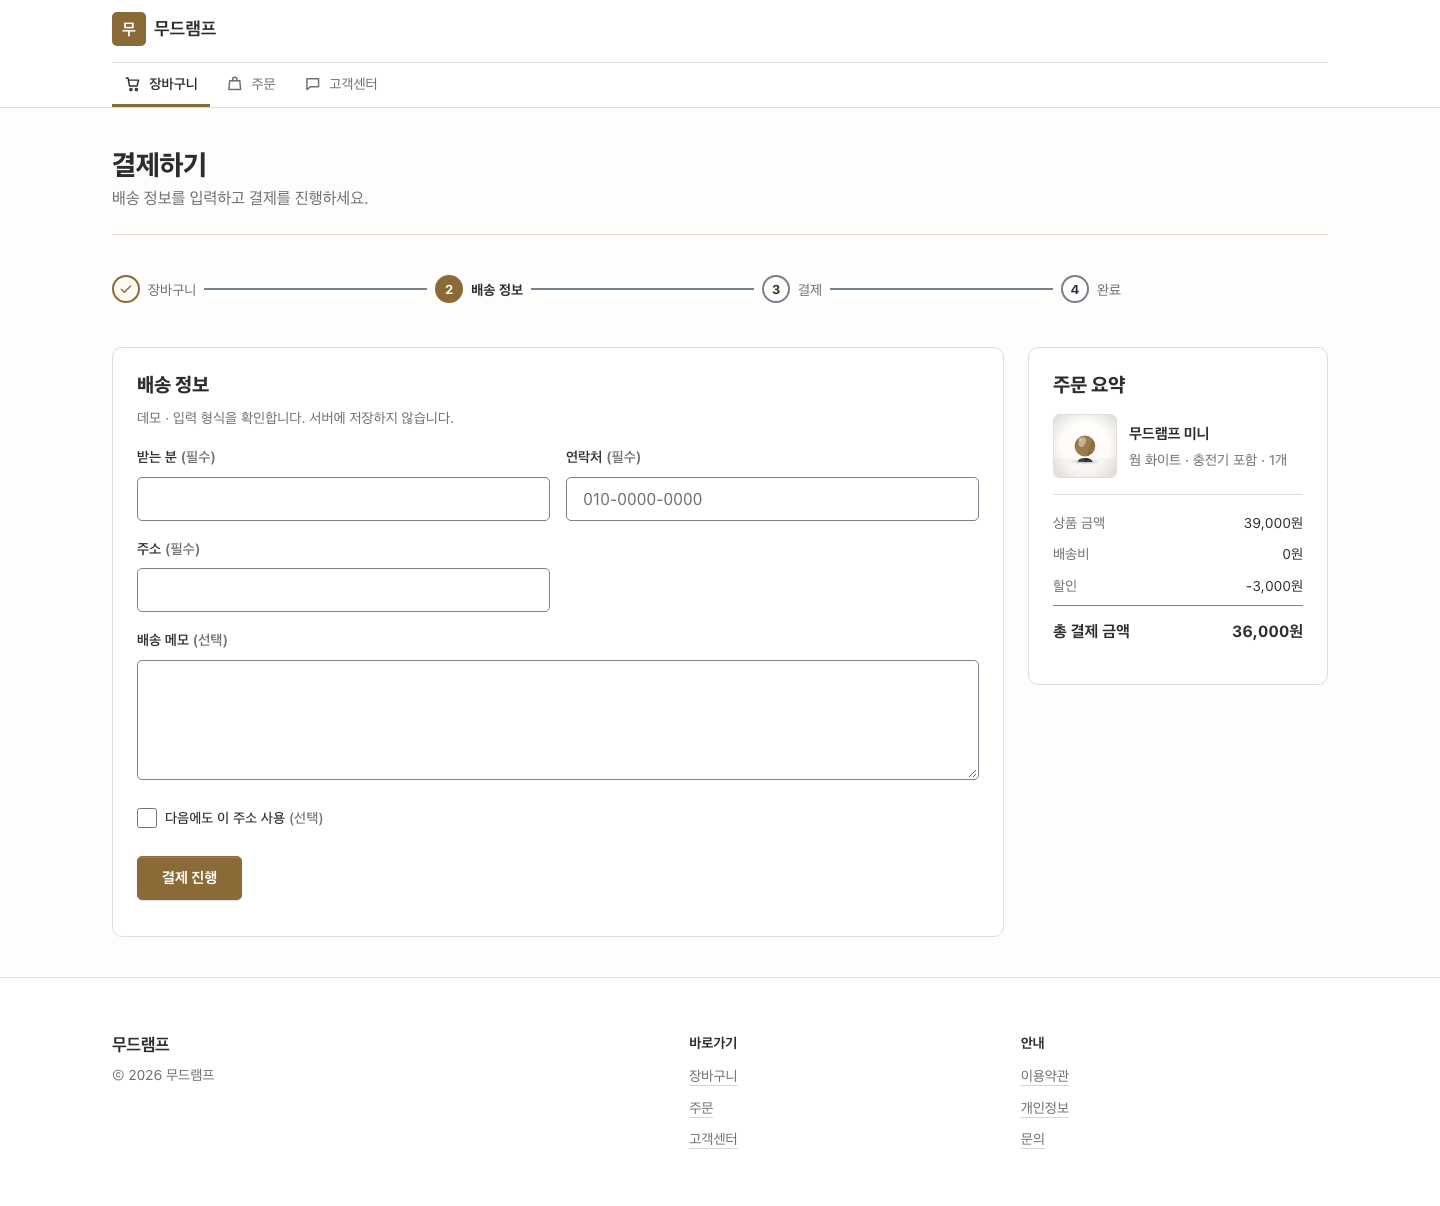 무 무드램프
장바구니 주문 고객센터
결제하기
배송 정보를 입력하고 결제를 진행하세요.
장바구니 2 배송 정보 3 결제 4 완료
배송 정보
데모 · 입력 형식을 확인합니다. 서버에 저장하지 않습니다.
받는 분 (필수)
연락처 (필수)
010-0000-0000
주소 (필수)
배송 메모 (선택)
다음에도 이 주소 사용 (선택)
결제 진행
주문 요약
무드램프 미니
웜 화이트 · 충전기 포함 · 1개
상품 금액 39,000원
배송비 0원
할인 -3,000원
총 결제 금액 36,000원
무드램프
© 2026 무드램프
바로가기
장바구니
주문
고객센터
안내
이용약관
개인정보
문의